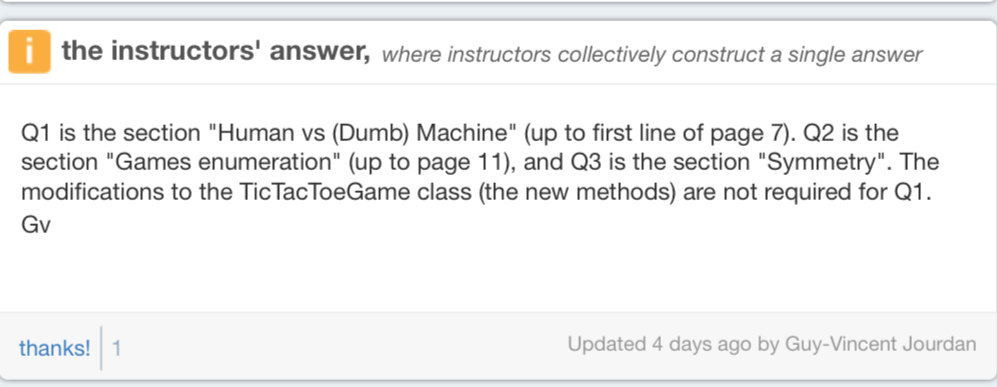 i the instructors' answer, where instructors collectively construct a single answer
Q1 is the section "Human vs (Dumb) Machine" (up to first line of page 7). Q2 is the
section "Games enumeration" (up to page 11), and Q3 is the section "Symmetry". The
modifications to the TicTacToeGame class (the new methods) are not required for Q1.
Gv
thanks! 1 Updated 4 days ago by Guy-Vincent Jourdan